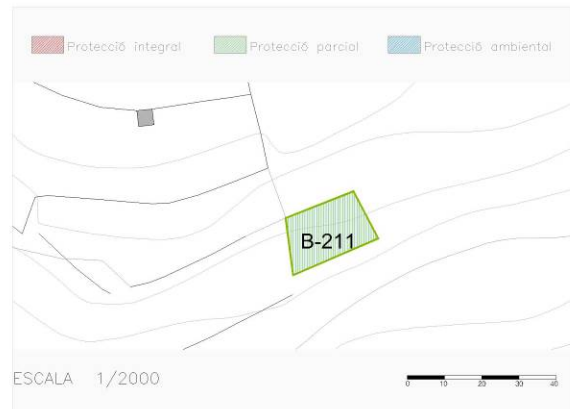 Protecció integral Protecció parcial Protecció ambiental
B-211
ESCALA 1/2000
0 10 20 30 40